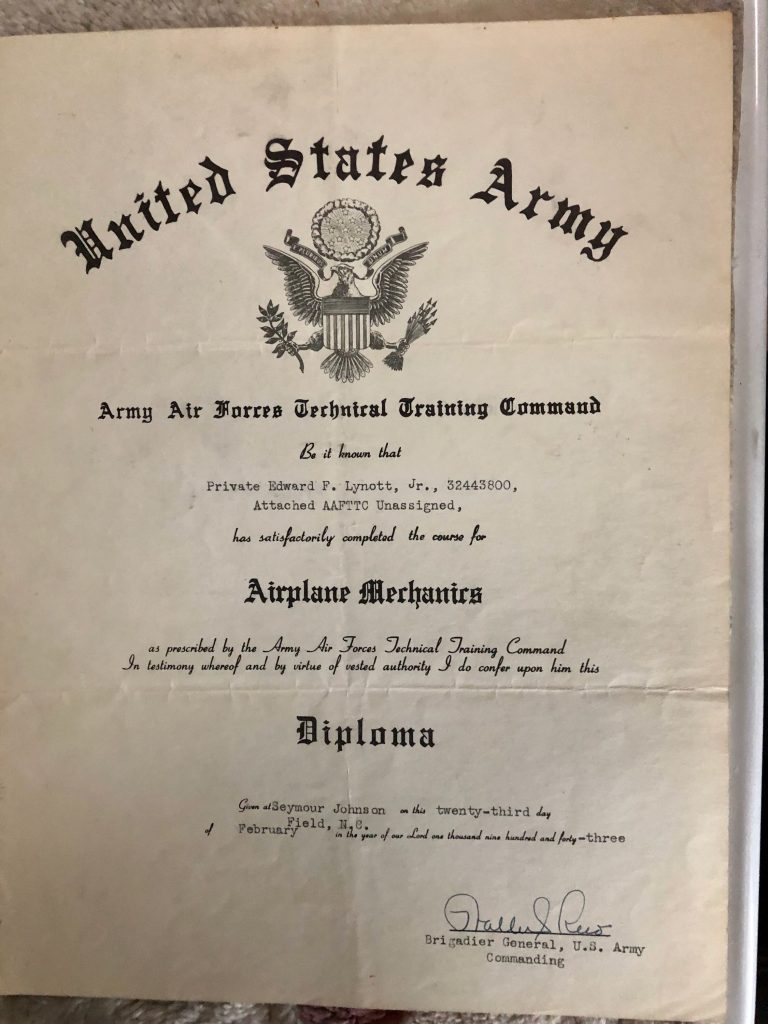 United States Army
Army Air Forces Technical Training Command
Be it known that
Private Edward F. Lynott, Jr., 32443800,
Attached AAFTTC Unassigned,
has satisfactorily completed the course for
Airplane Mechanics
as prescribed by the Army Air Forces Technical Training Command
In testimony whereof and by virtue of vested authority I do confer upon him this
Diploma
Given at Seymour Johnson on this twenty-third day
Field, N.C.
of February in the year of our Lord one thousand nine hundred and forty-three
Brigadier General, U.S. Army
Commanding